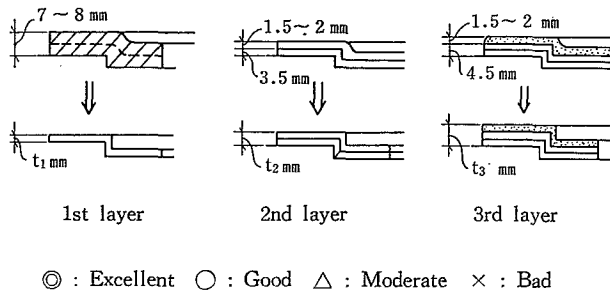 7～8 mm
1.5～2 mm
3.5 mm
1.5～2 mm
4.5 mm
t₁ mm
t₂ mm
t₃ mm
1st layer
2nd layer
3rd layer
◎ : Excellent ○ : Good △ : Moderate × : Bad